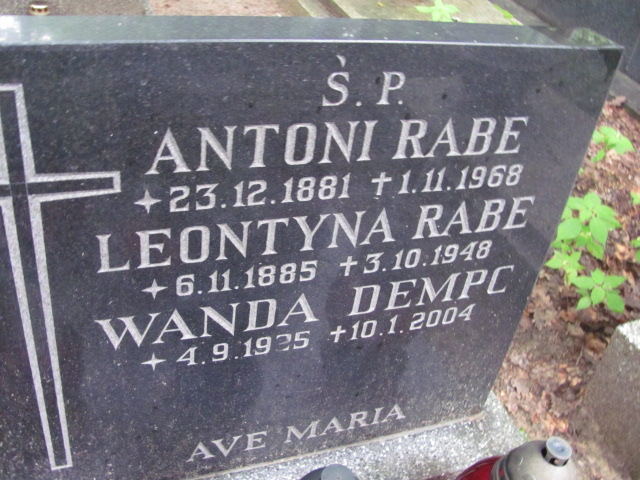 Ś.P.
ANTONI RABE
23.12.1881 +1.11.1968
LEONTYNA RABE
6.11.1885 +3.10.1948
WANDA DEMPC
4.9.1925 +10.1.2004
AVE MARIA